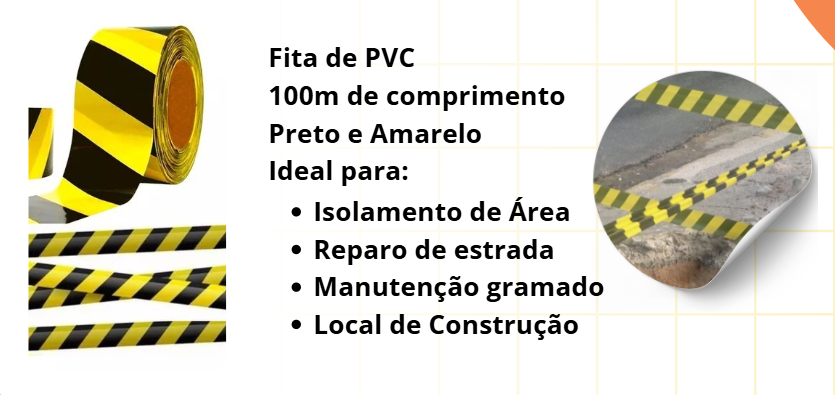 Fita de PVC
100m de comprimento
Preto e Amarelo
Ideal para:
• Isolamento de Área
• Reparo de estrada
• Manutenção gramado
• Local de Construção